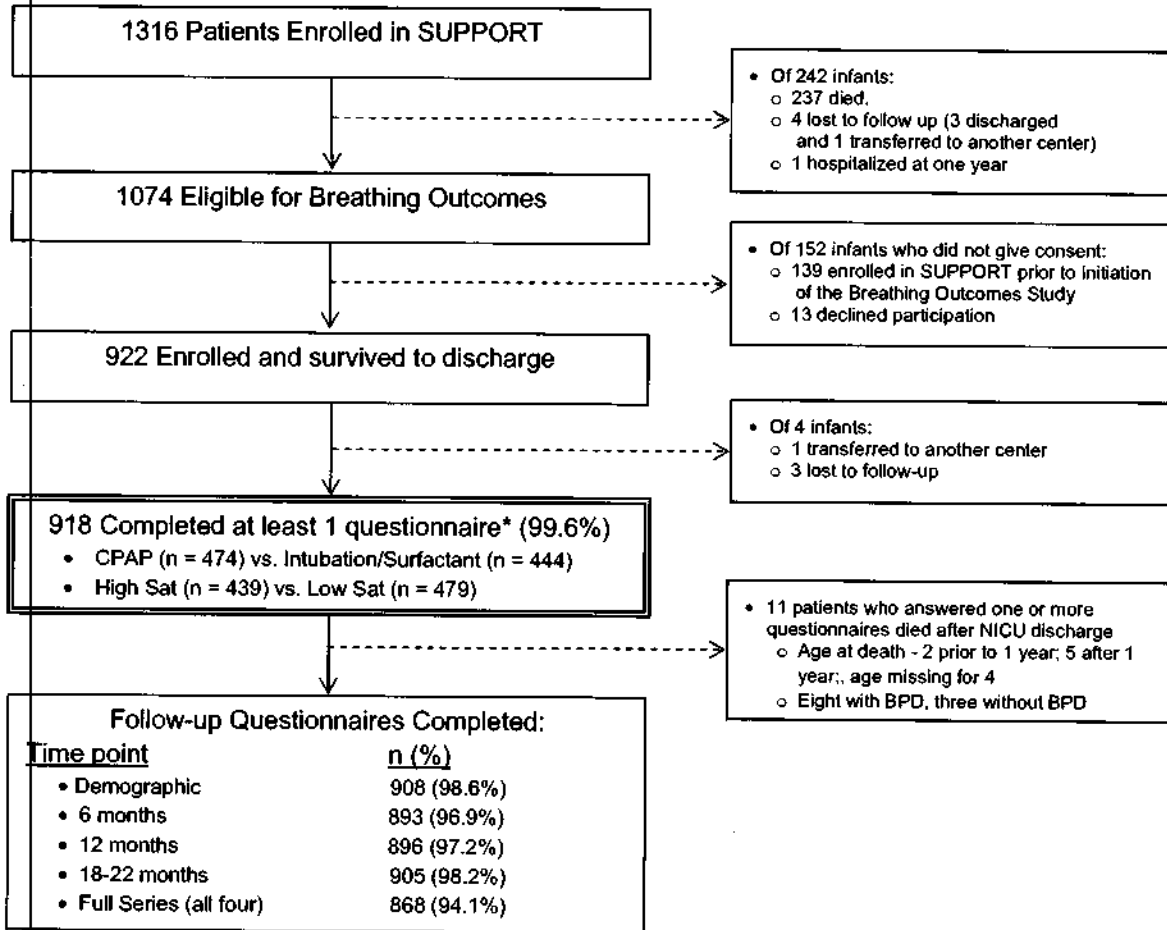 1316 Patients Enrolled in SUPPORT
• Of 242 infants:
○ 237 died.
○ 4 lost to follow up (3 discharged
and 1 transferred to another center)
○ 1 hospitalized at one year
1074 Eligible for Breathing Outcomes
• Of 152 infants who did not give consent:
○ 139 enrolled in SUPPORT prior to initiation
of the Breathing Outcomes Study
○ 13 declined participation
922 Enrolled and survived to discharge
• Of 4 infants:
○ 1 transferred to another center
○ 3 lost to follow-up
918 Completed at least 1 questionnaire* (99.6%)
• CPAP (n = 474) vs. Intubation/Surfactant (n = 444)
• High Sat (n = 439) vs. Low Sat (n = 479)
• 11 patients who answered one or more
questionnaires died after NICU discharge
○ Age at death - 2 prior to 1 year; 5 after 1
year;, age missing for 4
○ Eight with BPD, three without BPD
Follow-up Questionnaires Completed:
Time point n (%)
• Demographic 908 (98.6%)
• 6 months 893 (96.9%)
• 12 months 896 (97.2%)
• 18-22 months 905 (98.2%)
• Full Series (all four) 868 (94.1%)